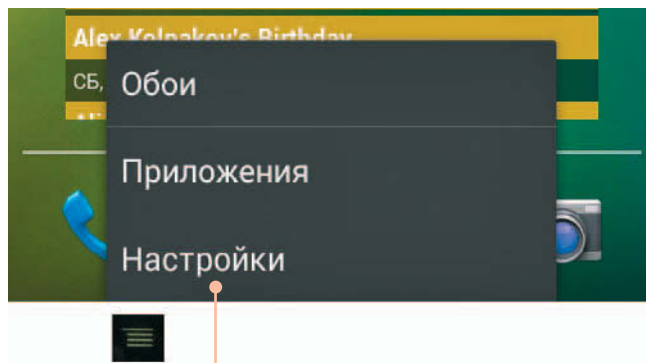 Alex Kolpakov's Birthday
СБ,
Обои
Приложения
Настройки